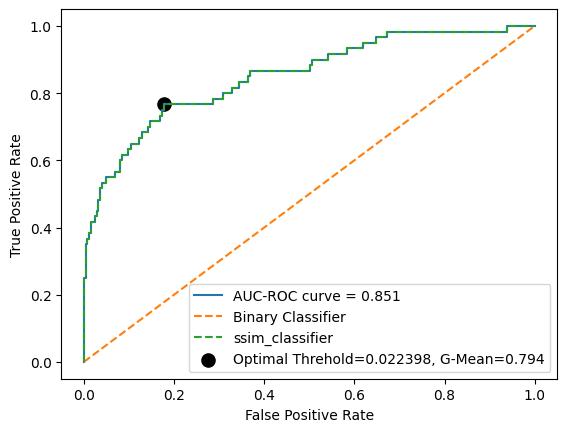 1.0
0.8
0.6
0.4
0.2
0.0
True Positive Rate
AUC-ROC curve = 0.851
Binary Classifier
ssim_classifier
Optimal Threhold=0.022398, G-Mean=0.794
0.0 0.2 0.4 0.6 0.8 1.0
False Positive Rate